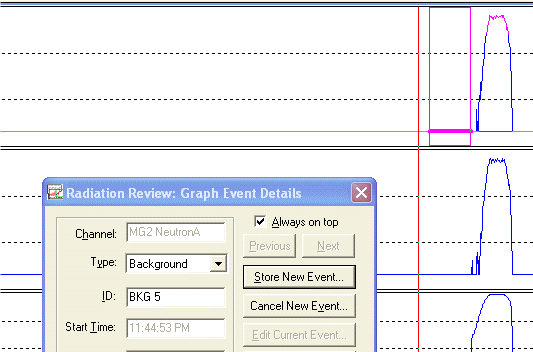 Radiation Review: Graph Event Details
Always on top
Channel: MG2 NeutronA
Previous Next
Type: Background
Store New Event...
ID: BKG 5
Cancel New Event...
Start Time: 11:44:53 PM
Edit Current Event...